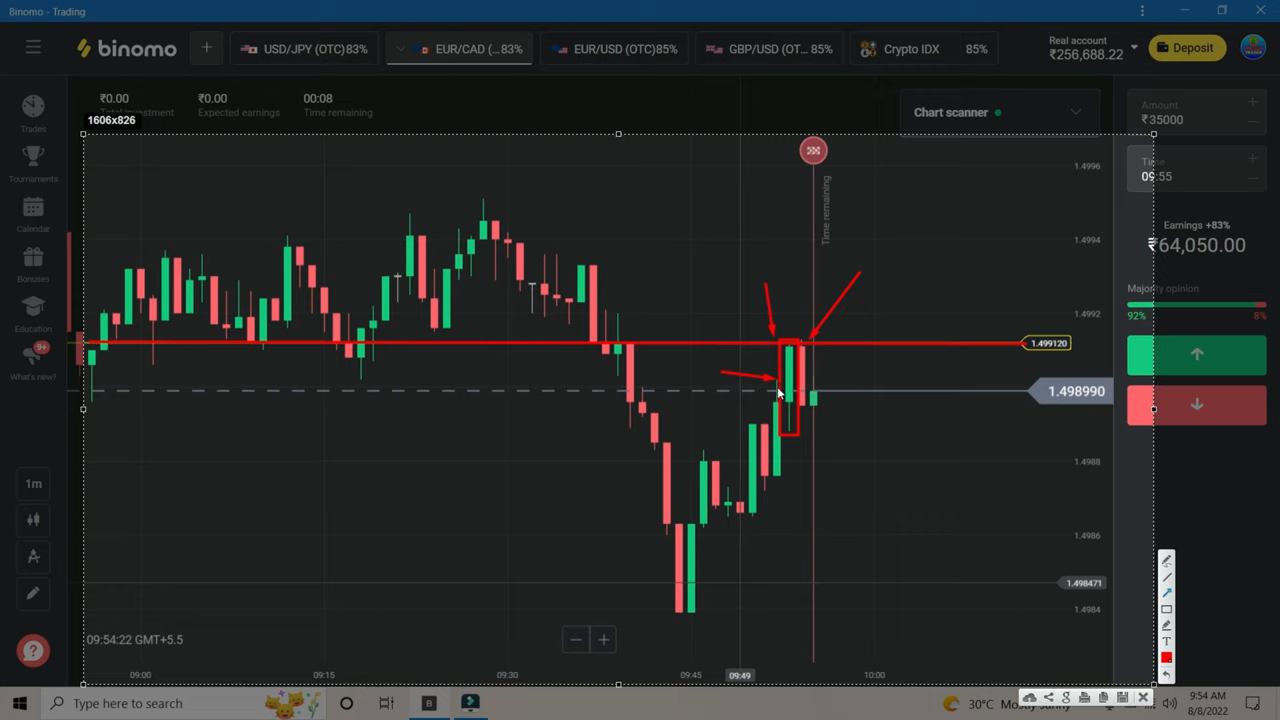 Binomo - Trading
binomo
USD/JPY (OTC)83%
EUR/CAD (...83%
EUR/USD (OTC)85%
GBP/USD (OT... 85%
Crypto IDX 85%
Real account
₹256,688.22
Deposit
₹0.00
Total investment
₹0.00
Expected earnings
00:08
Time remaining
Chart scanner
Amount
₹35000
Time
09:55
Earnings +83%
₹64,050.00
Majority opinion
92% 8%
1606x826
Trades
Tournaments
Calendar
Bonuses
Education
9+
What's new?
1m
Time remaining
1.4996
1.4994
1.4992
1.499120
1.498990
1.4988
1.4986
1.498471
1.4984
09:54:22 GMT+5.5
09:00
09:15
09:30
09:45
09:49
10:00
T
Type here to search
B
30°C Mostly sunny
9:54 AM
8/8/2022